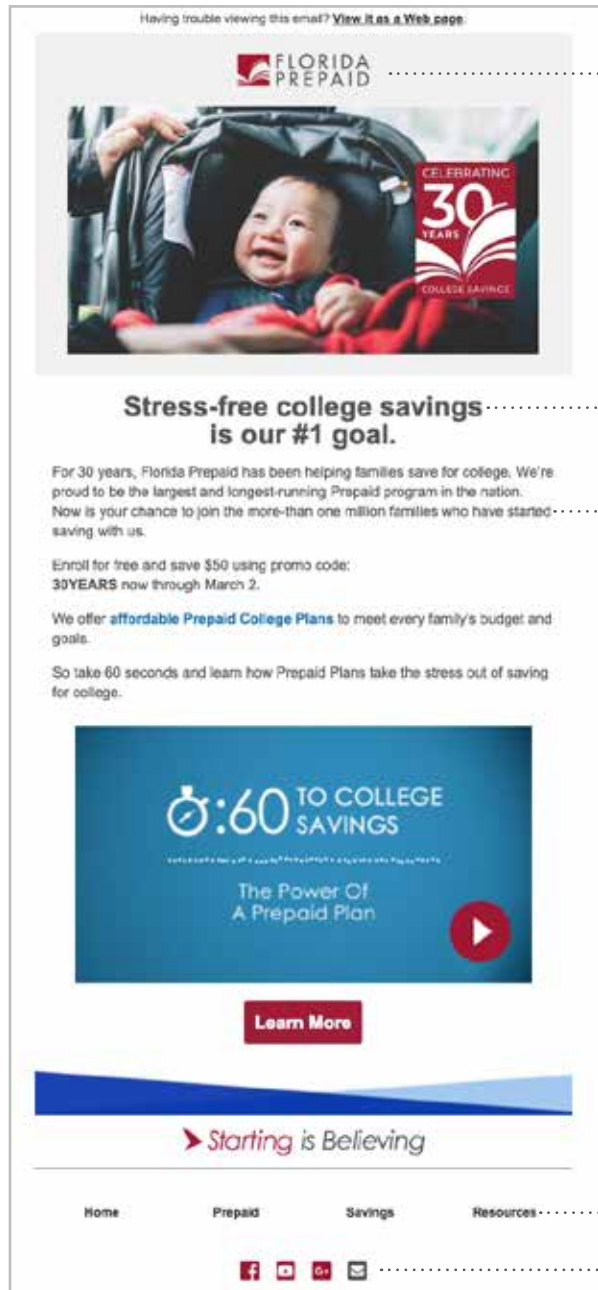 Having trouble viewing this email? View it as a Web page.
FLORIDA
PREPAID
CELEBRATING
30
YEARS
COLLEGE SAVINGS
Stress-free college savings
is our #1 goal.
For 30 years, Florida Prepaid has been helping families save for college. We're
proud to be the largest and longest-running Prepaid program in the nation.
Now is your chance to join the more-than one million families who have started
saving with us.
Enroll for free and save $50 using promo code:
30YEARS now through March 2.
We offer affordable Prepaid College Plans to meet every family's budget and
goals.
So take 60 seconds and learn how Prepaid Plans take the stress out of saving
for college.
:60 TO COLLEGE
SAVINGS
The Power Of
A Prepaid Plan
Learn More
Starting is Believing
Home Prepaid Savings Resources
G+